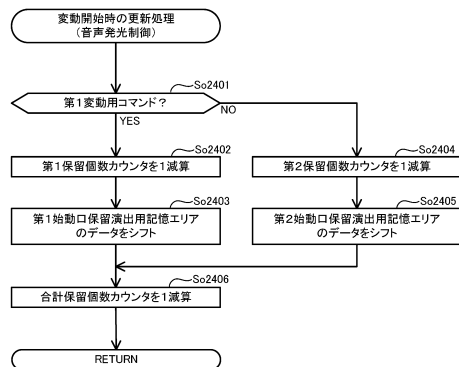 変動開始時の更新処理
(音声発光制御)
So2401
第1変動用コマンド？
YES
NO
So2402
第1保留個数カウンタを1減算
So2404
第2保留個数カウンタを1減算
So2403
第1始動口保留演出用記憶エリア
のデータをシフト
So2405
第2始動口保留演出用記憶エリア
のデータをシフト
So2406
合計保留個数カウンタを1減算
RETURN